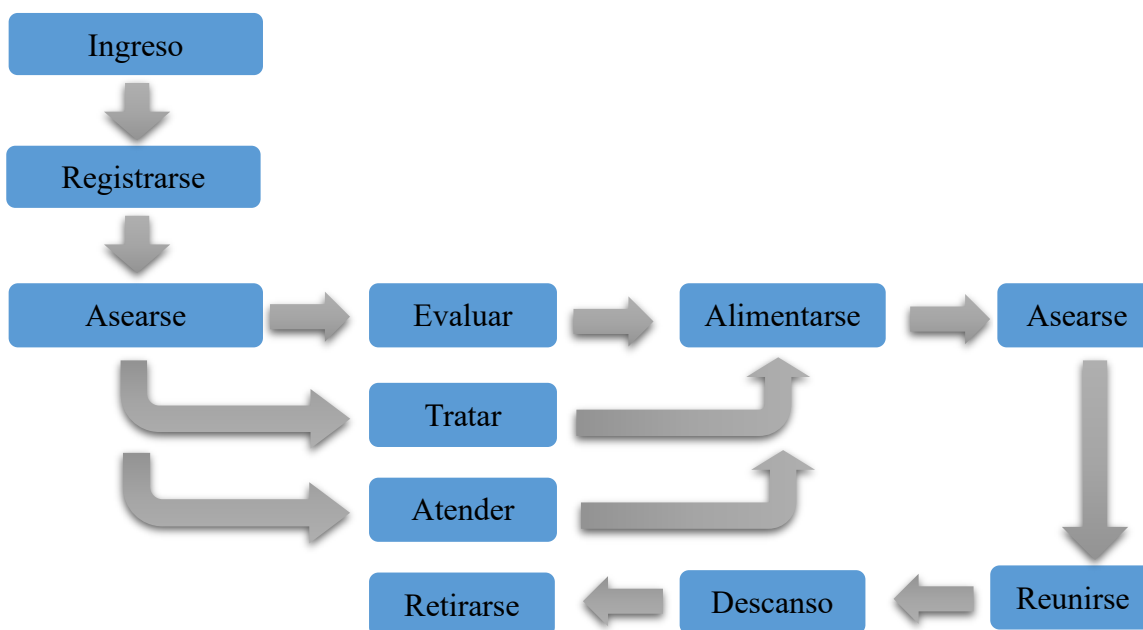 Ingreso
Registrarse
Asearse
Evaluar
Alimentarse
Asearse
Tratar
Atender
Retirarse
Descanso
Reunirse